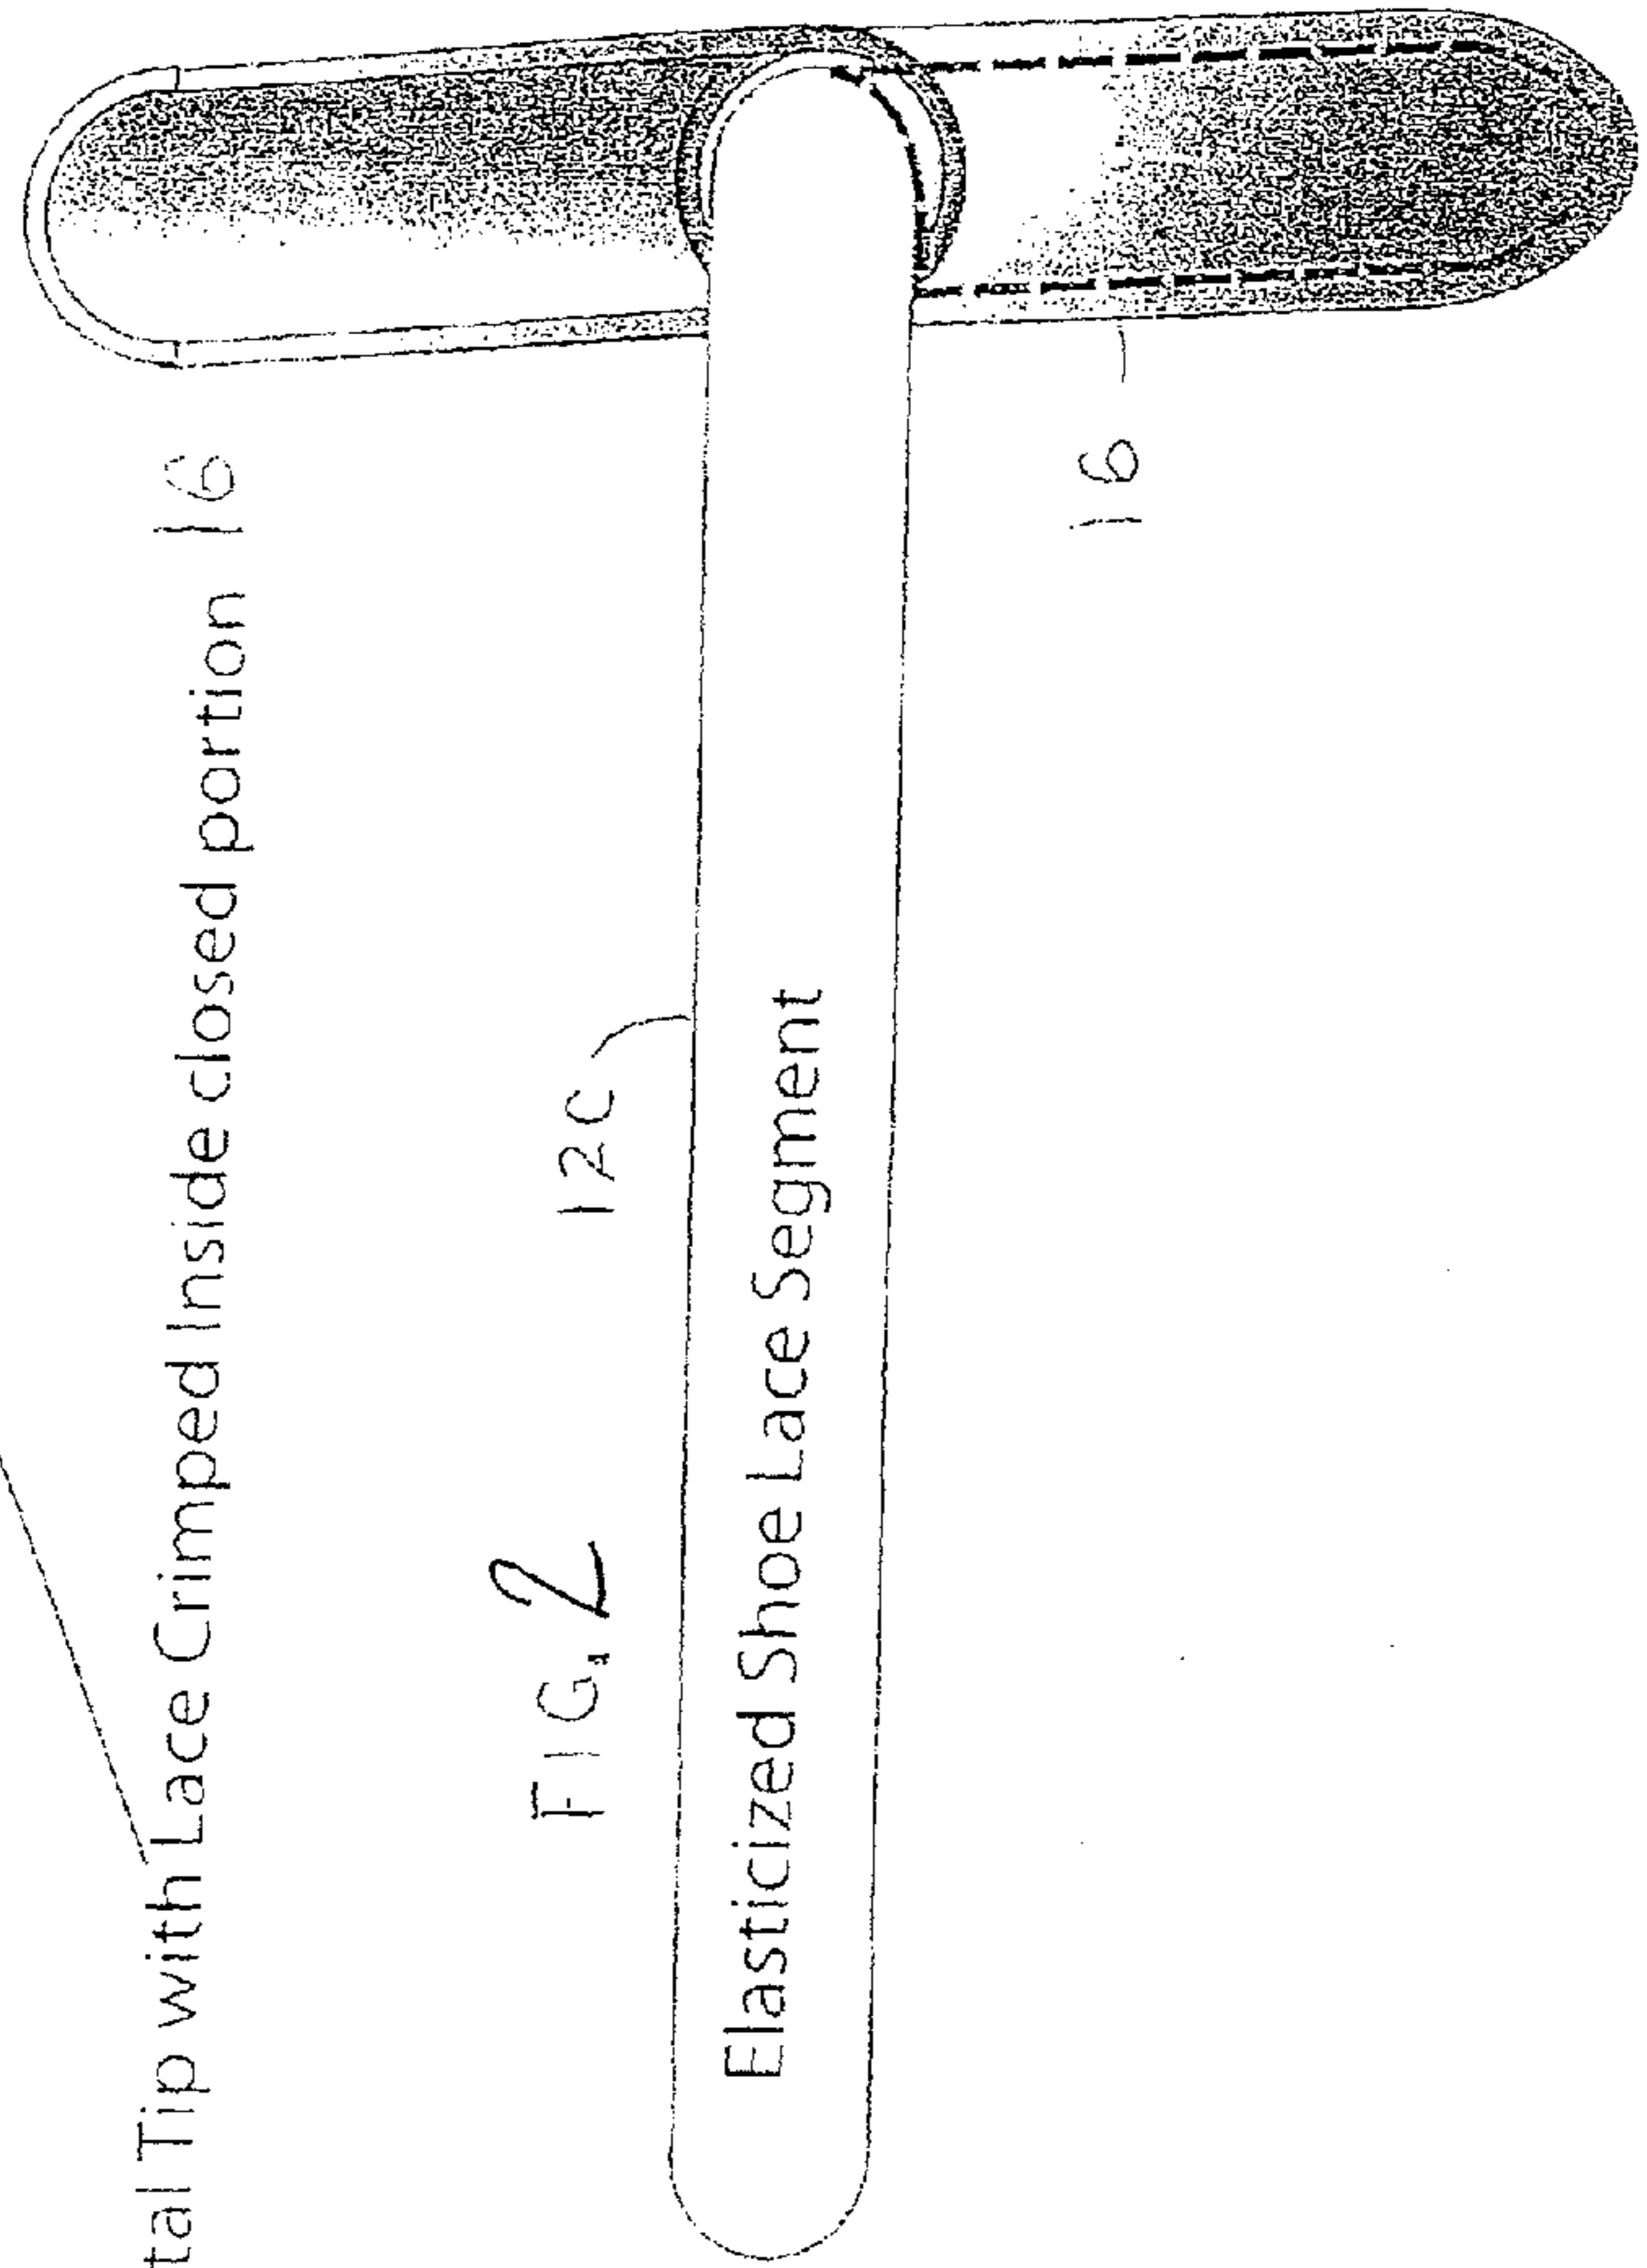 tal Tip with Lace Crimped Inside closed portion 16
FIG. 2
12C
Elasticized Shoe Lace Segment
16